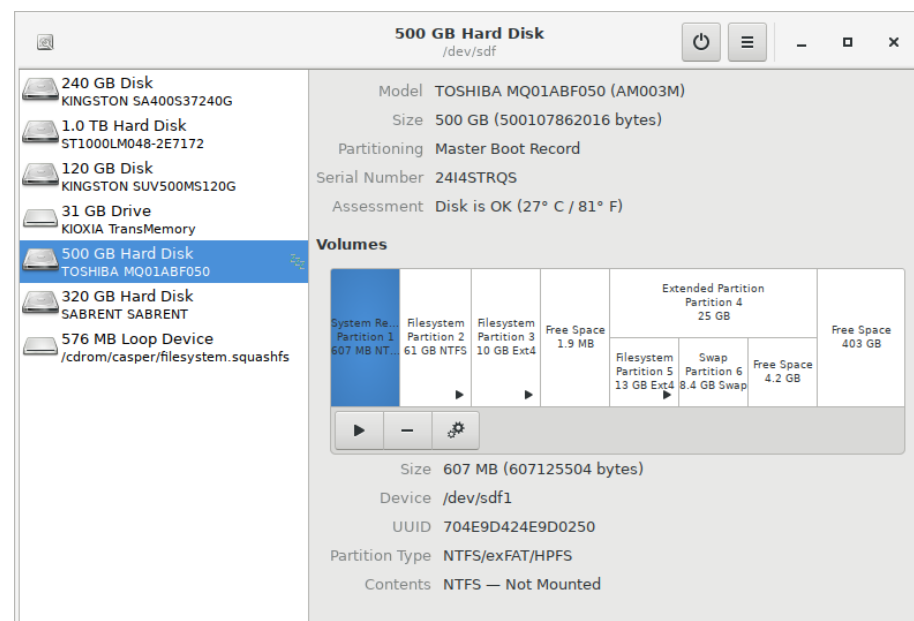 500 GB Hard Disk
/dev/sdf
240 GB Disk
KINGSTON SA400S37240G
1.0 TB Hard Disk
ST1000LM048-2E7172
120 GB Disk
KINGSTON SUV500MS120G
31 GB Drive
KIOXIA TransMemory
500 GB Hard Disk
TOSHIBA MQ01ABF050
320 GB Hard Disk
SABRENT SABRENT
576 MB Loop Device
/cdrom/casper/filesystem.squashfs
Model TOSHIBA MQ01ABF050 (AM003M)
Size 500 GB (500107862016 bytes)
Partitioning Master Boot Record
Serial Number 24I4STRQS
Assessment Disk is OK (27° C / 81° F)
Volumes
System Re...
Partition 1
607 MB NT...
Filesystem
Partition 2
61 GB NTFS
Filesystem
Partition 3
10 GB Ext4
Free Space
1.9 MB
Extended Partition
Partition 4
25 GB
Filesystem
Partition 5
13 GB Ext4
Swap
Partition 6
8.4 GB Swap
Free Space
4.2 GB
Free Space
403 GB
Size 607 MB (607125504 bytes)
Device /dev/sdf1
UUID 704E9D424E9D0250
Partition Type NTFS/exFAT/HPFS
Contents NTFS — Not Mounted